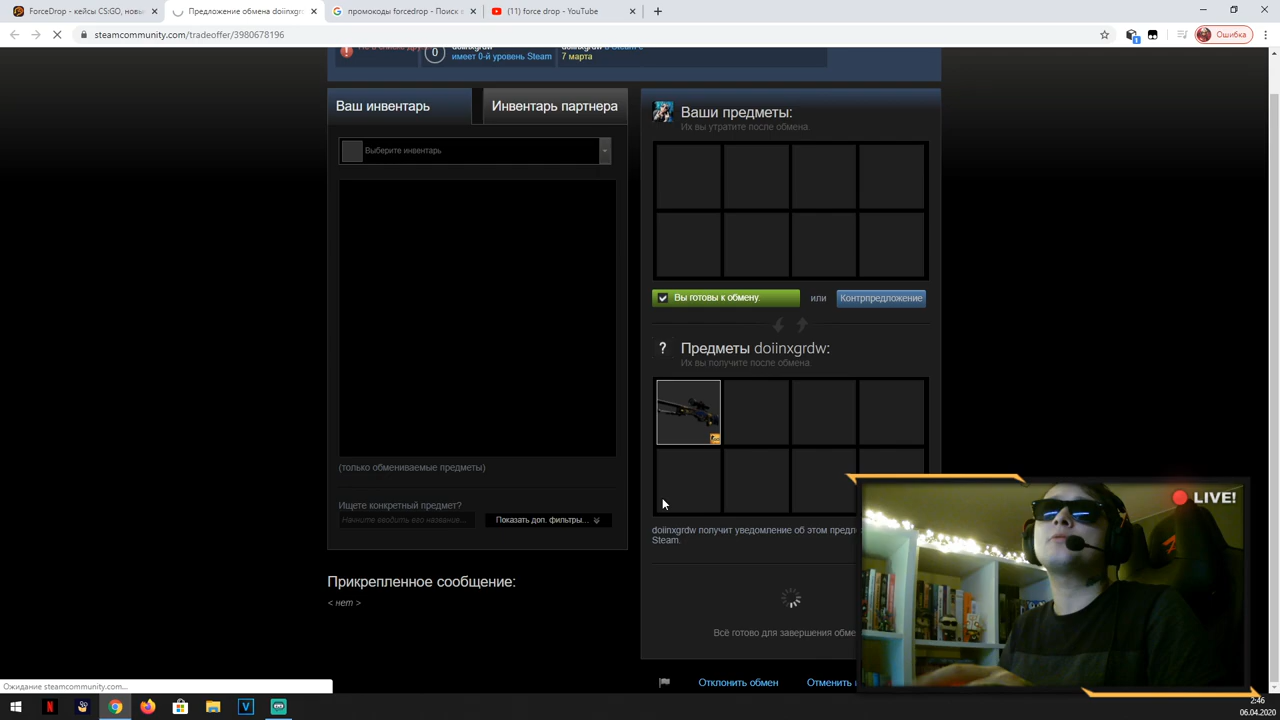 ForceDrop - кейсы CS:GO, новы
Предложение обмена doiinxgrdw
промокоды forcedrop - Поиск в
(11) force drop - YouTube
steamcommunity.com/tradeoffer/3980678196
1
Ошибка
0
имеет 0-й уровень Steam
7 марта
Ваш инвентарь
Инвентарь партнера
Выберите инвентарь
(только обмениваемые предметы)
Ищете конкретный предмет?
Начните вводить его название...
Показать доп. фильтры...
Прикрепленное сообщение:
< нет >
Ваши предметы:
Их вы утратите после обмена.
Вы готовы к обмену.
или
Контрпредложение
?
Предметы doiinxgrdw:
Их вы получите после обмена.
doiinxgrdw получит уведомление об этом предл
Steam.
Всё готово для завершения обме
Отклонить обмен
Отменить и
LIVE!
Ожидание steamcommunity.com...
N
V
2:46
06.04.2020